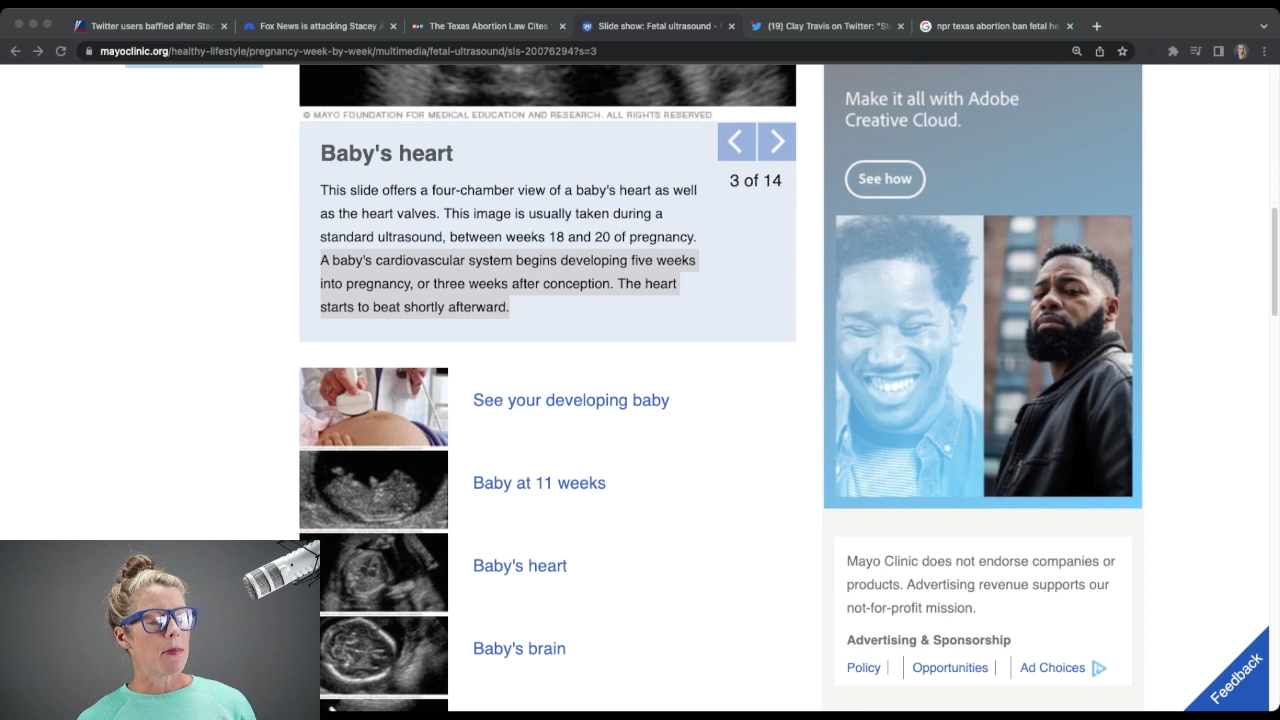 Twitter users baffled after Stac
Fox News is attacking Stacey A
The Texas Abortion Law Cites
Slide show: Fetal ultrasound -
(19) Clay Travis on Twitter: "St
npr texas abortion ban fetal he
mayoclinic.org/healthy-lifestyle/pregnancy-week-by-week/multimedia/fetal-ultrasound/sls-20076294?s=3
© MAYO FOUNDATION FOR MEDICAL EDUCATION AND RESEARCH. ALL RIGHTS RESERVED
Baby's heart
3 of 14
This slide offers a four-chamber view of a baby's heart as well
as the heart valves. This image is usually taken during a
standard ultrasound, between weeks 18 and 20 of pregnancy.
A baby's cardiovascular system begins developing five weeks
into pregnancy, or three weeks after conception. The heart
starts to beat shortly afterward.
See your developing baby
Baby at 11 weeks
Baby's heart
Baby's brain
Make it all with Adobe
Creative Cloud.
See how
Mayo Clinic does not endorse companies or
products. Advertising revenue supports our
not-for-profit mission.
Advertising & Sponsorship
Policy | Opportunities | Ad Choices
Feedback